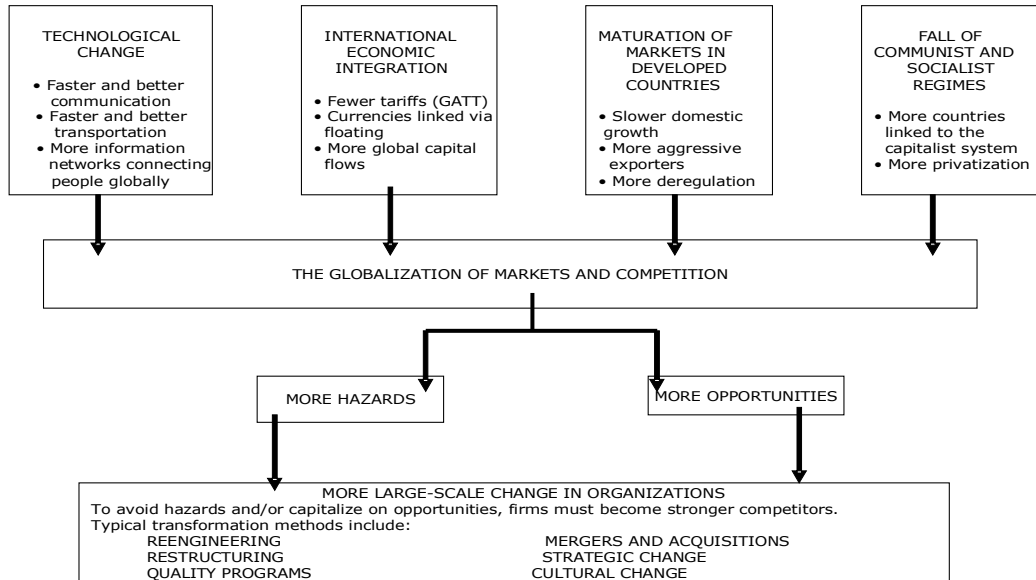 TECHNOLOGICAL
CHANGE
• Faster and better
communication
• Faster and better
transportation
• More information
networks connecting
people globally
INTERNATIONAL
ECONOMIC
INTEGRATION
• Fewer tariffs (GATT)
• Currencies linked via
floating
• More global capital
flows
MATURATION OF
MARKETS IN
DEVELOPED
COUNTRIES
• Slower domestic
growth
• More aggressive
exporters
• More deregulation
FALL OF
COMMUNIST AND
SOCIALIST
REGIMES
• More countries
linked to the
capitalist system
• More privatization
THE GLOBALIZATION OF MARKETS AND COMPETITION
MORE HAZARDS
MORE OPPORTUNITIES
MORE LARGE-SCALE CHANGE IN ORGANIZATIONS
To avoid hazards and/or capitalize on opportunities, firms must become stronger competitors.
Typical transformation methods include:
REENGINEERING MERGERS AND ACQUISITIONS
RESTRUCTURING STRATEGIC CHANGE
QUALITY PROGRAMS CULTURAL CHANGE